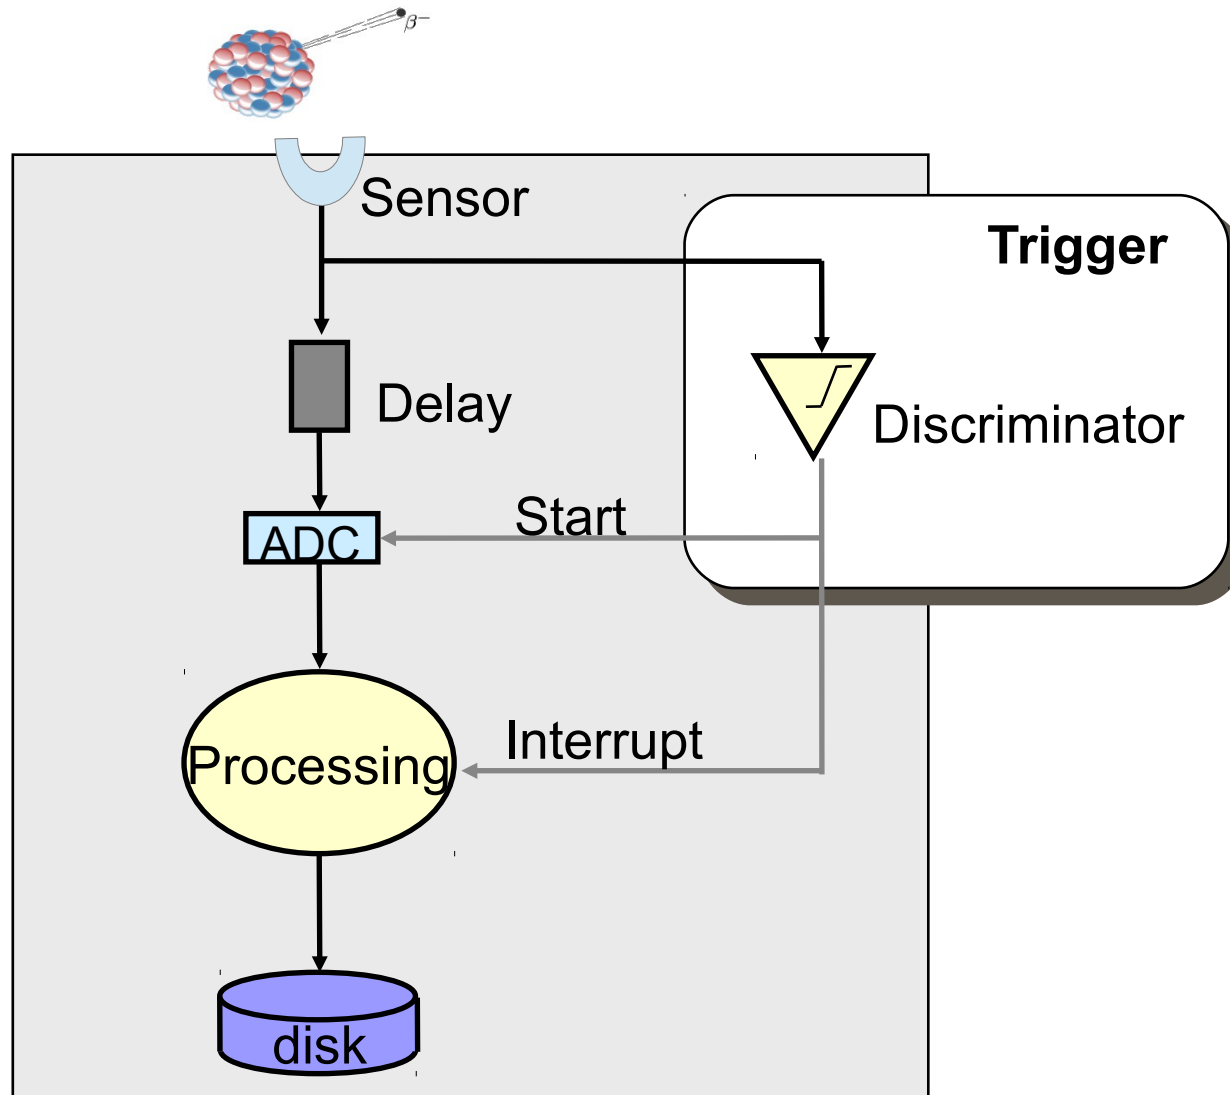 β⁻
Sensor
Trigger
Delay
Discriminator
Start
ADC
Interrupt
Processing
disk